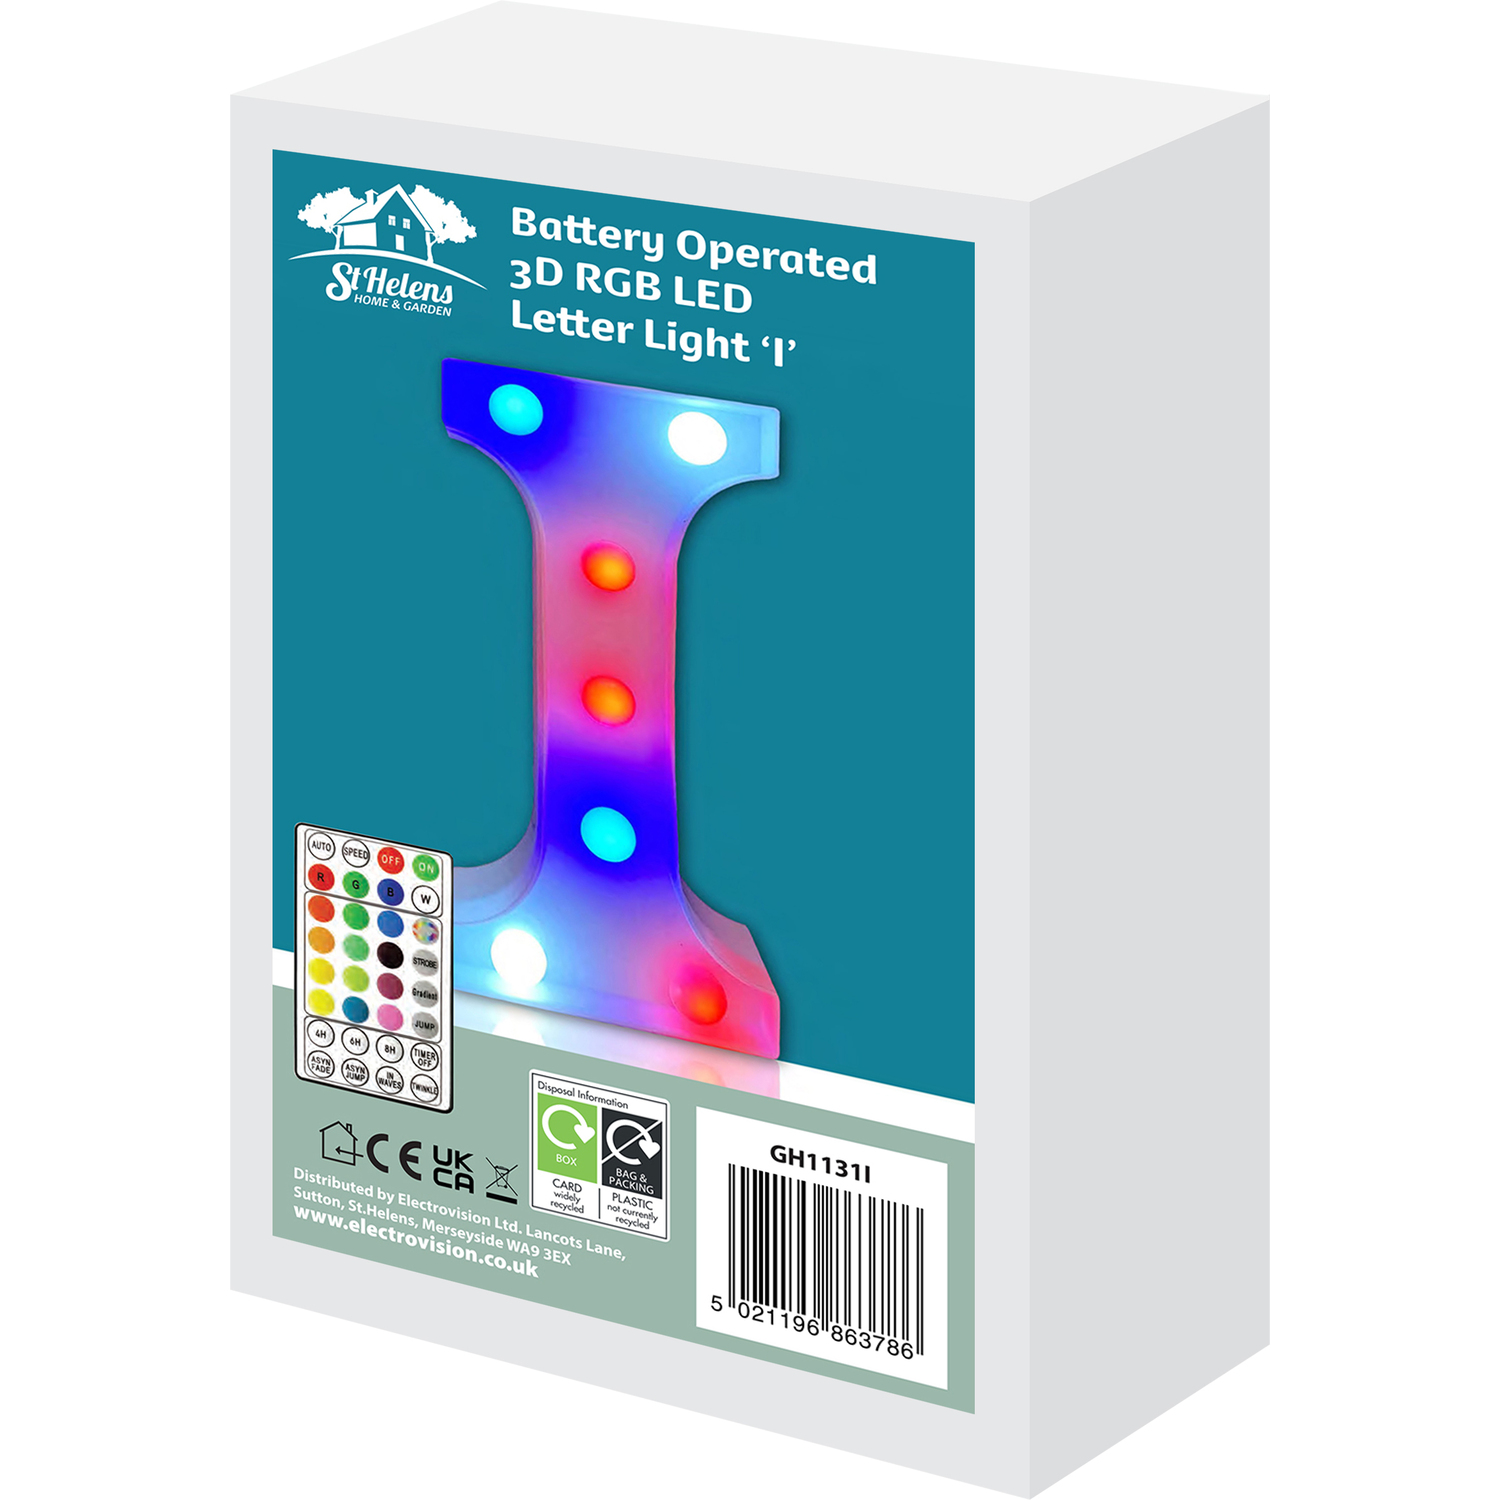 St Helens
HOME & GARDEN
Battery Operated
3D RGB LED
Letter Light ‘I’
AUTO SPEED OFF ON
R G B W
STROBE
Gradient
JUMP
4H 6H 8H TIMER OFF
ASYN FADE ASYN JUMP IN WAVES TWINKLE
CE UK CA
Distributed by Electrovision Ltd. Lancots Lane,
Sutton, St.Helens, Merseyside WA9 3EX
www.electrovision.co.uk
Disposal Information
BOX
BAG & PACKING
CARD
widely
recycled
PLASTIC
not currently
recycled
GH1131I
5 021196 863786